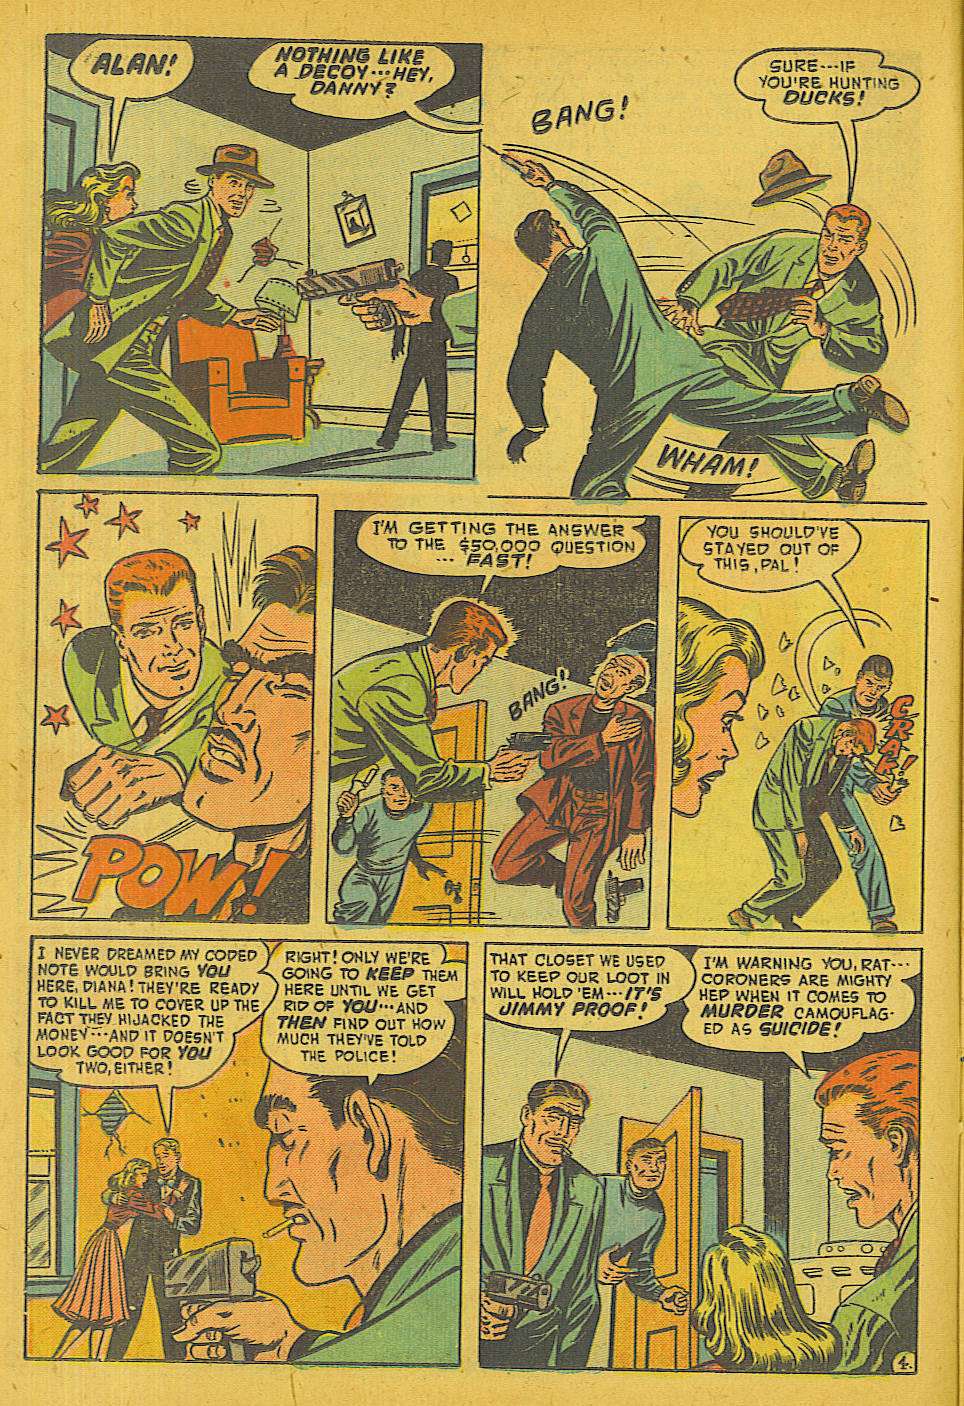 ALAN!
NOTHING LIKE
A DECOY---HEY,
DANNY?
BANG!
SURE---IF
YOU'RE HUNTING
DUCKS!
WHAM!
POW!
I'M GETTING THE ANSWER
TO THE $50,000 QUESTION
--- FAST!
BANG!
YOU SHOULD'VE
STAYED OUT OF
THIS, PAL!
CRAK!
I NEVER DREAMED MY CODED
NOTE WOULD BRING YOU
HERE, DIANA! THEY'RE READY
TO KILL ME TO COVER UP THE
FACT THEY HIJACKED THE
MONEY---AND IT DOESN'T
LOOK GOOD FOR YOU
TWO, EITHER!
RIGHT! ONLY WE'RE
GOING TO KEEP THEM
HERE UNTIL WE GET
RID OF YOU---AND
THEN FIND OUT HOW
MUCH THEY'VE TOLD
THE POLICE!
THAT CLOSET WE USED
TO KEEP OUR LOOT IN
WILL HOLD 'EM---IT'S
JIMMY PROOF!
I'M WARNING YOU, RAT---
CORONERS ARE MIGHTY
HEP WHEN IT COMES TO
MURDER CAMOUFLAG-
ED AS SUICIDE!
4.